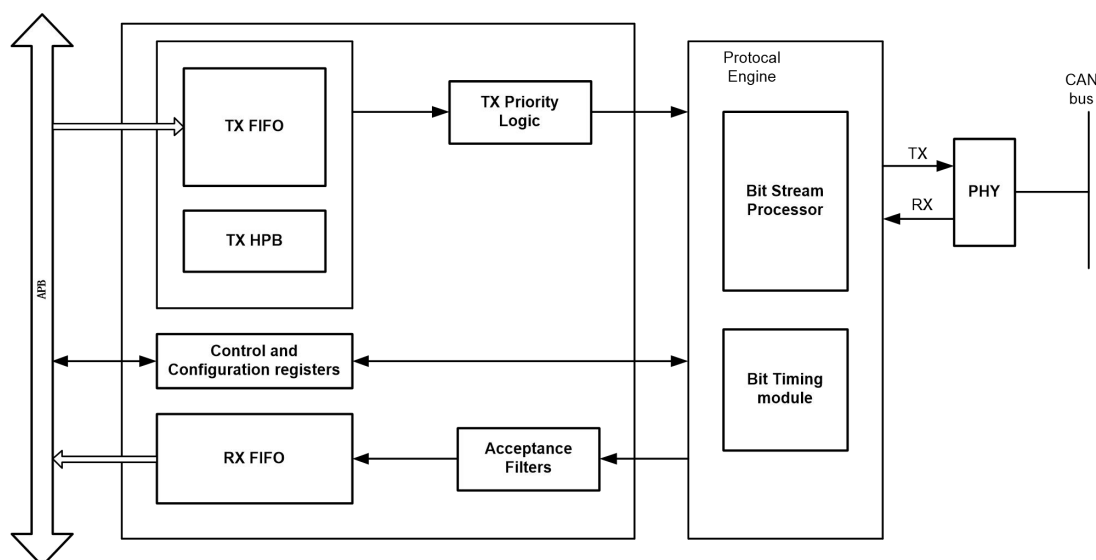 Protocal
Engine
CAN
bus
TX FIFO
TX Priority
Logic
TX
Bit Stream
Processor
PHY
RX
TX HPB
APB
Control and
Configuration registers
Bit Timing
module
RX FIFO
Acceptance
Filters